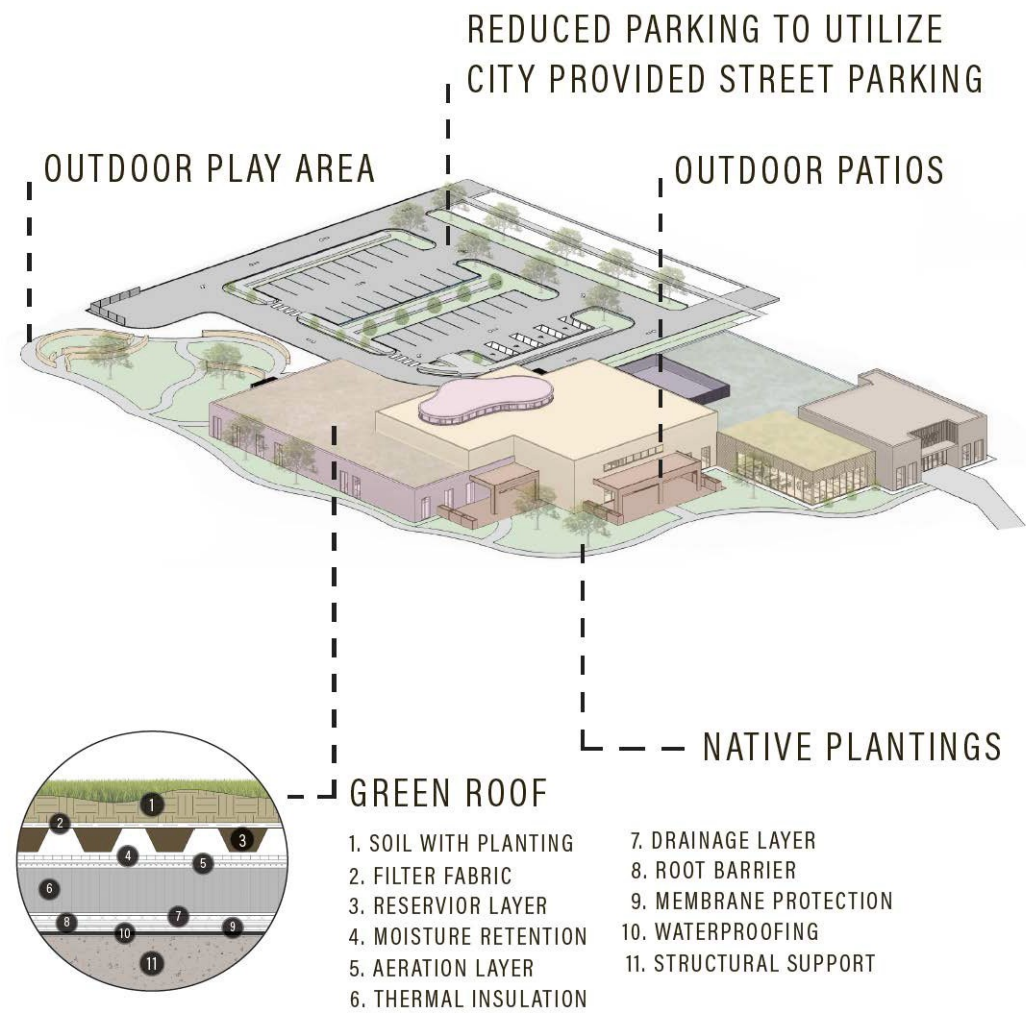 REDUCED PARKING TO UTILIZE
CITY PROVIDED STREET PARKING
OUTDOOR PLAY AREA
OUTDOOR PATIOS
NATIVE PLANTINGS
GREEN ROOF
1. SOIL WITH PLANTING
2. FILTER FABRIC
3. RESERVIOR LAYER
4. MOISTURE RETENTION
5. AERATION LAYER
6. THERMAL INSULATION
7. DRAINAGE LAYER
8. ROOT BARRIER
9. MEMBRANE PROTECTION
10. WATERPROOFING
11. STRUCTURAL SUPPORT
1
2
3
4
5
6
7
8
9
10
11